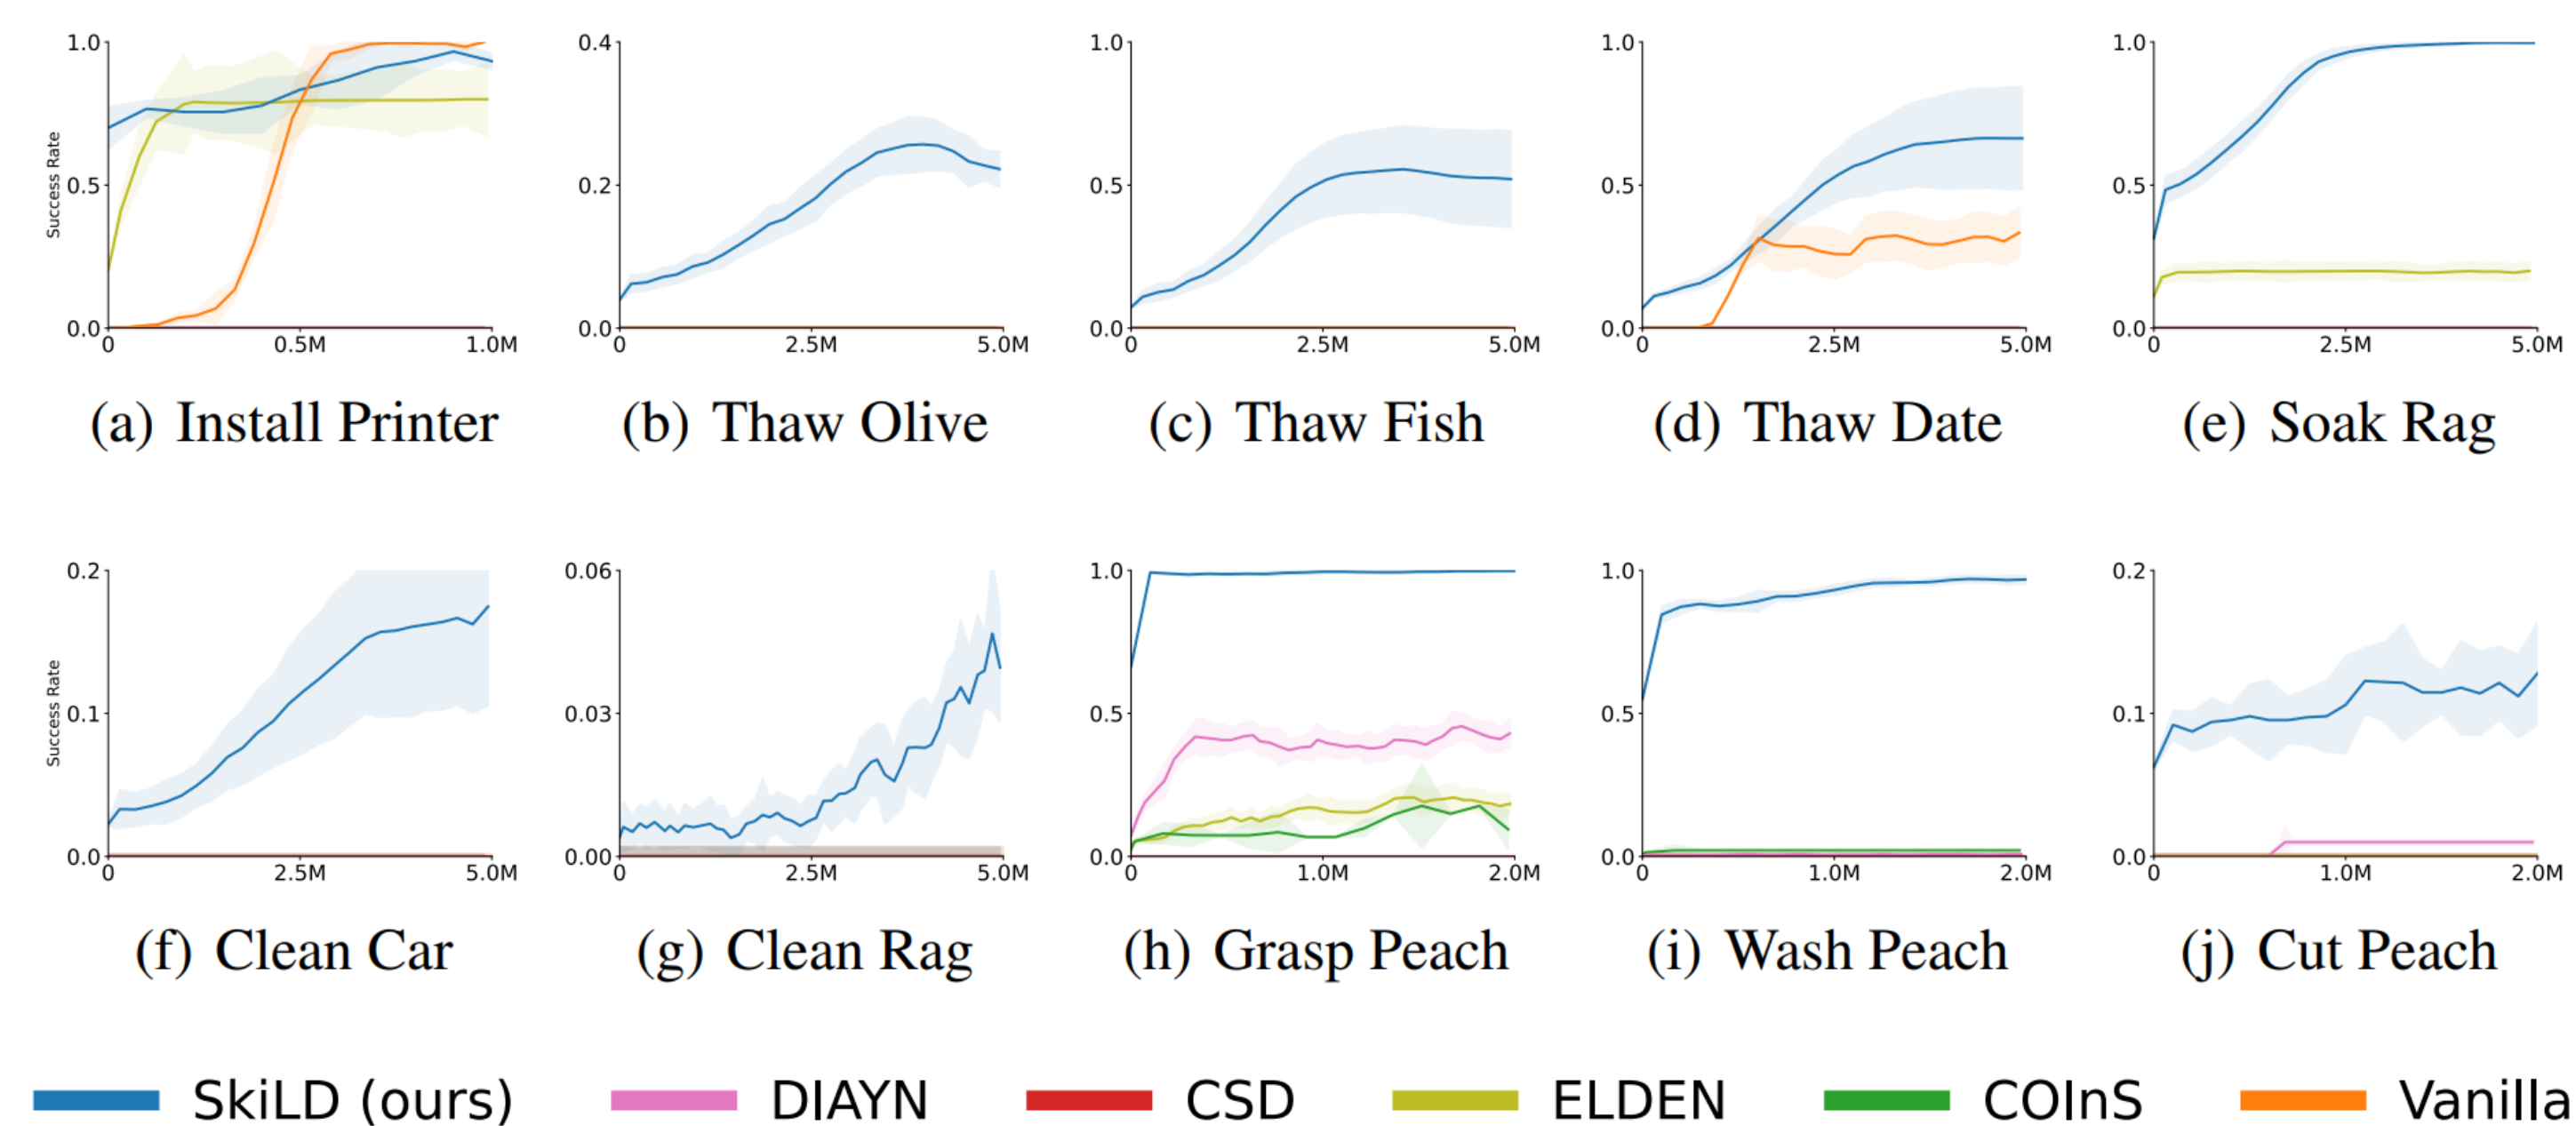 1.0 0.5 0.0 Success Rate 0 0.5M 1.0M
0.4 0.2 0.0 0 2.5M 5.0M
1.0 0.5 0.0 0 2.5M 5.0M
1.0 0.5 0.0 0 2.5M 5.0M
1.0 0.5 0.0 0 2.5M 5.0M
(a) Install Printer
(b) Thaw Olive
(c) Thaw Fish
(d) Thaw Date
(e) Soak Rag
0.2 0.1 0.0 Success Rate 0 2.5M 5.0M
0.06 0.03 0.00 0 2.5M 5.0M
1.0 0.5 0.0 0 1.0M 2.0M
1.0 0.5 0.0 0 1.0M 2.0M
0.2 0.1 0.0 0 1.0M 2.0M
(f) Clean Car
(g) Clean Rag
(h) Grasp Peach
(i) Wash Peach
(j) Cut Peach
SkiLD (ours) DIAYN CSD ELDEN COInS Vanilla